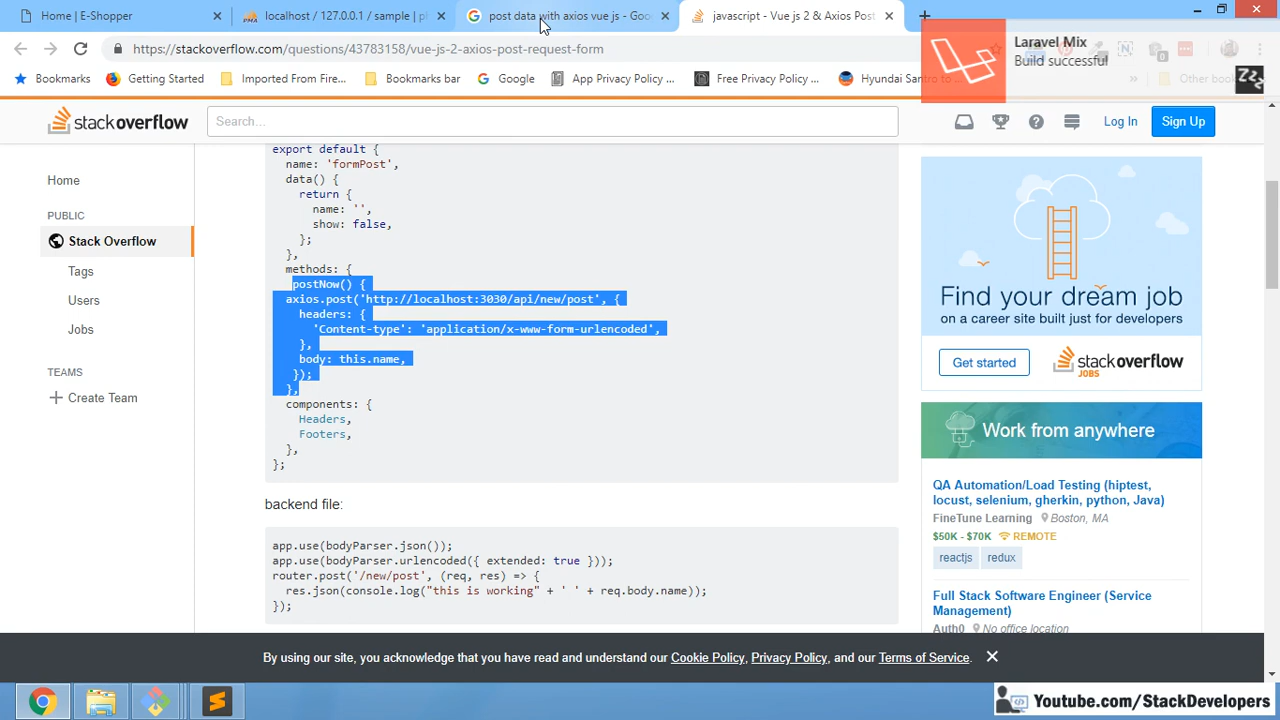 Home | E-Shopper
localhost / 127.0.0.1 / sample | ph
post data with axios vue js - Goo
javascript - Vue js 2 & Axios Post
https://stackoverflow.com/questions/43783158/vue-js-2-axios-post-request-form
Laravel Mix
Build successful
Bookmarks
Getting Started
Imported From Fire...
Bookmarks bar
Google
App Privacy Policy ...
Free Privacy Policy ...
Hyundai Santro to
Other book
stackoverflow
Search...
Log In
Sign Up
Home
PUBLIC
Stack Overflow
Tags
Users
Jobs
TEAMS
Create Team
export default {
name: 'formPost',
data() {
return {
name: '',
show: false,
};
},
methods: {
postNow() {
axios.post('http://localhost:3030/api/new/post', {
headers: {
'Content-type': 'application/x-www-form-urlencoded',
},
body: this.name,
});
},
components: {
Headers,
Footers,
},
};
backend file:
app.use(bodyParser.json());
app.use(bodyParser.urlencoded({ extended: true }));
router.post('/new/post', (req, res) => {
res.json(console.log("this is working" + ' ' + req.body.name));
});
Find your dream job
on a career site built just for developers
Get started
stackoverflow
JOBS
Work from anywhere
QA Automation/Load Testing (hiptest,
locust, selenium, gherkin, python, Java)
FineTune Learning Boston, MA
$50K - $70K REMOTE
reactjs redux
Full Stack Software Engineer (Service
Management)
Auth0 No office location
By using our site, you acknowledge that you have read and understand our Cookie Policy, Privacy Policy, and our Terms of Service.
Youtube.com/StackDevelopers